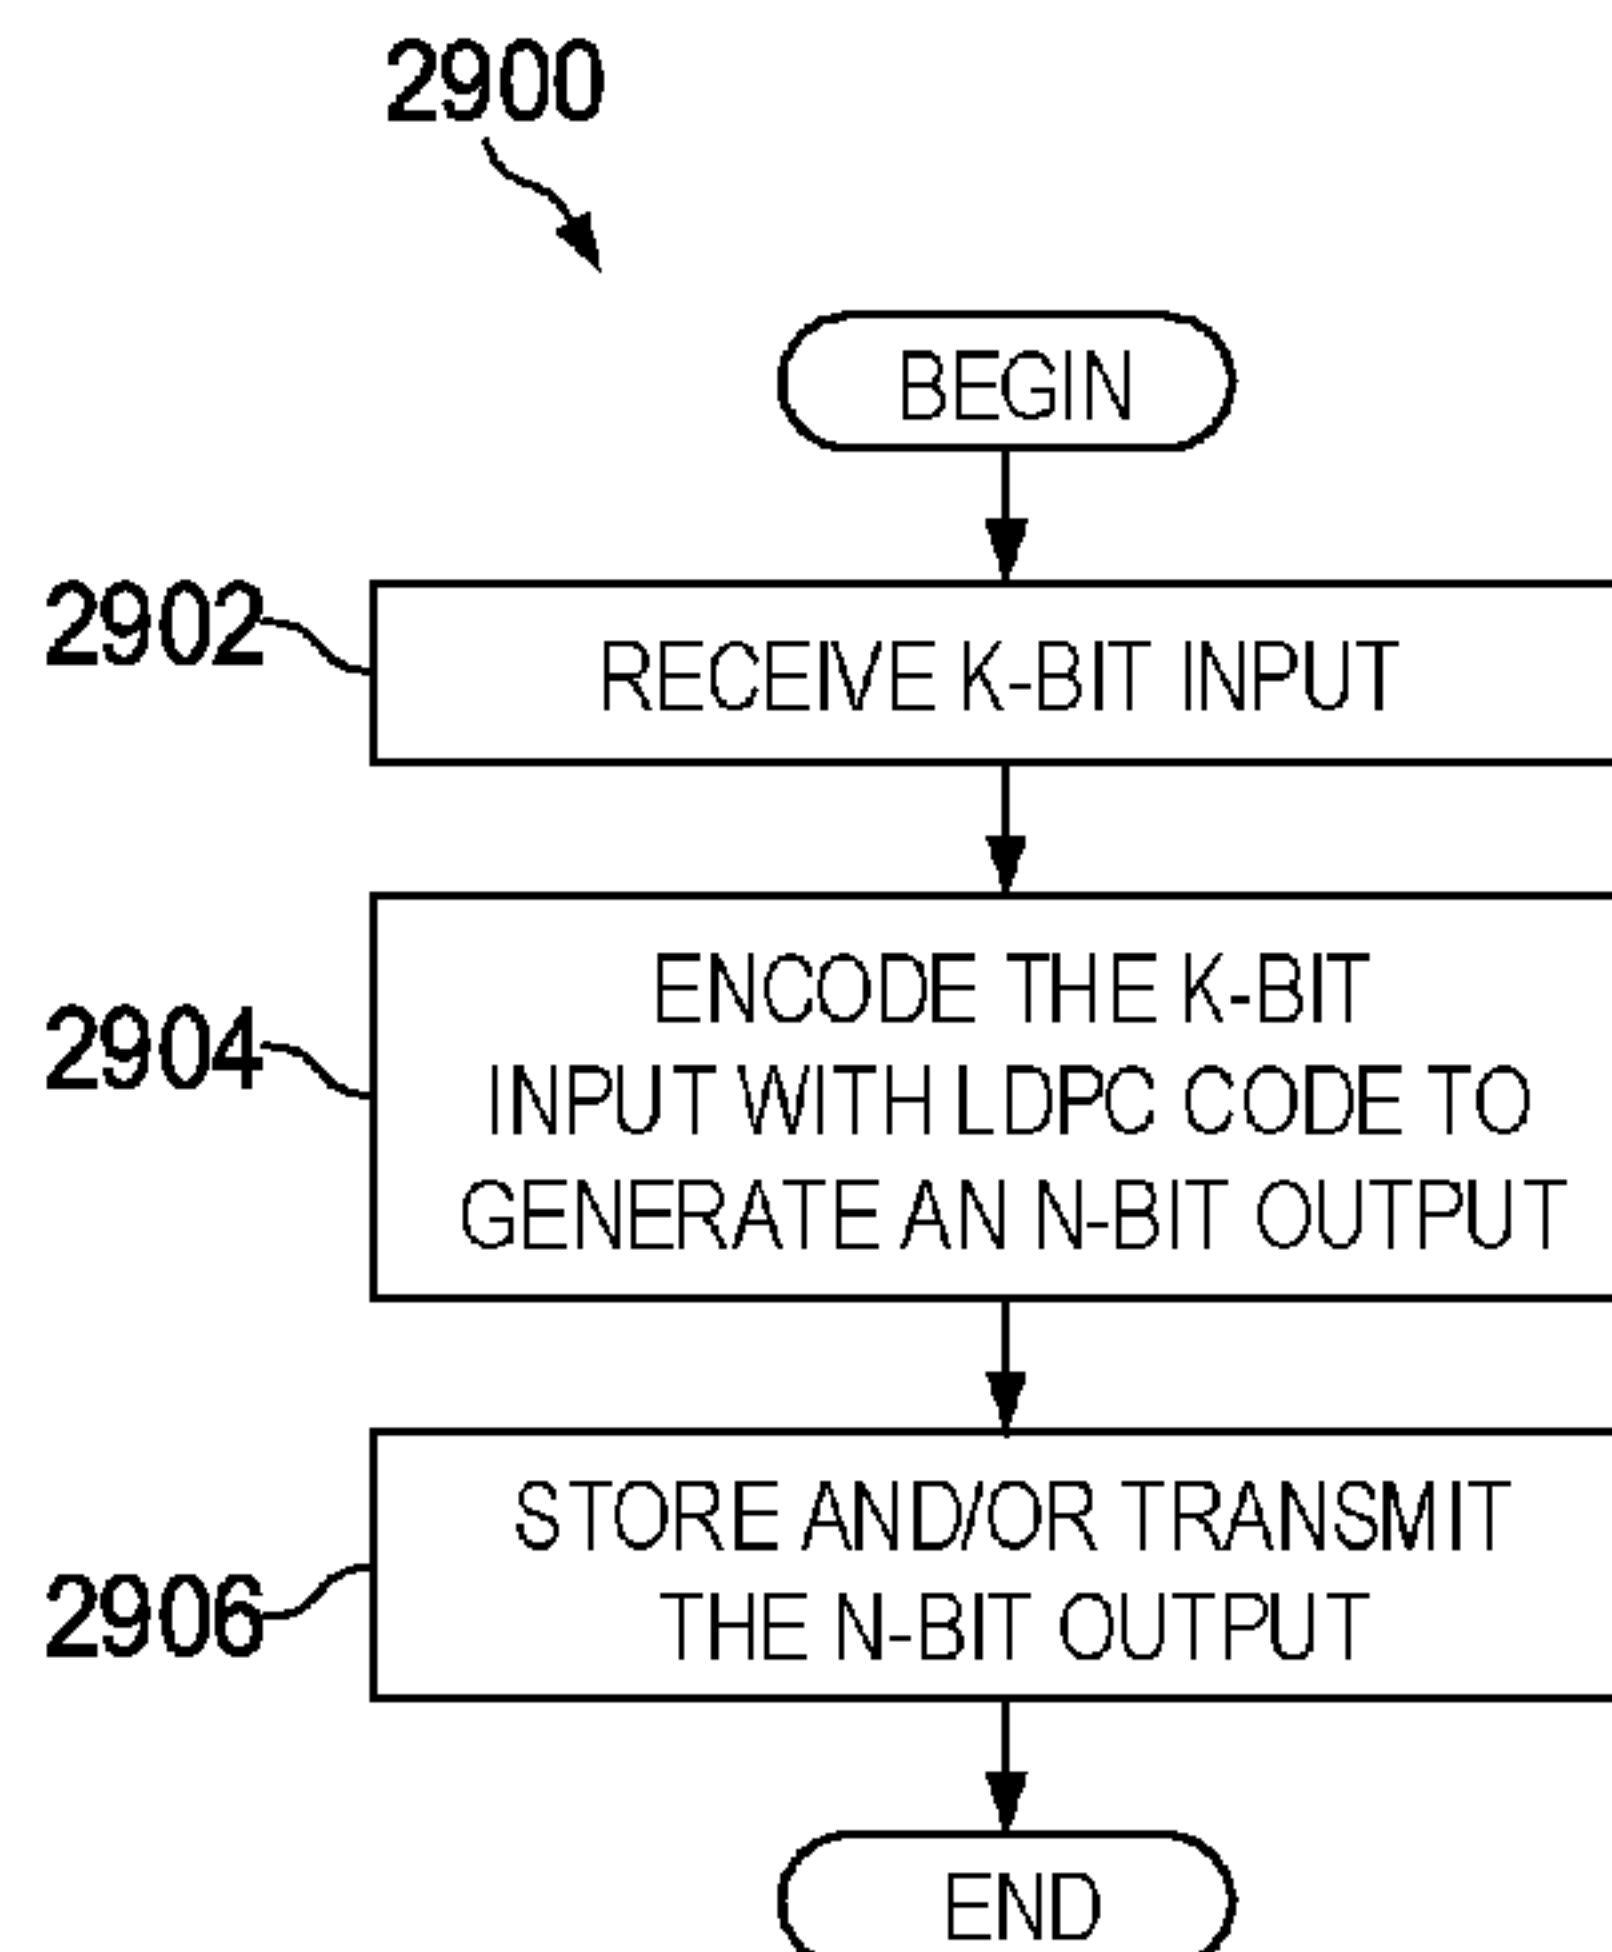 2900
BEGIN
2902
RECEIVE K-BIT INPUT
2904
ENCODE THE K-BIT
INPUT WITH LDPC CODE TO
GENERATE AN N-BIT OUTPUT
2906
STORE AND/OR TRANSMIT
THE N-BIT OUTPUT
END